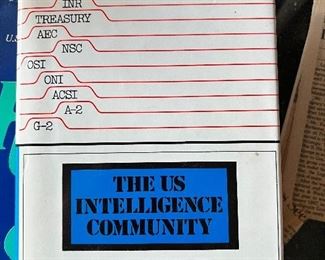 INR
TREASURY
AEC
NSC
OSI
ONI
ACSI
A-2
G-2
U.S
THE US
INTELLIGENCE
COMMUNITY